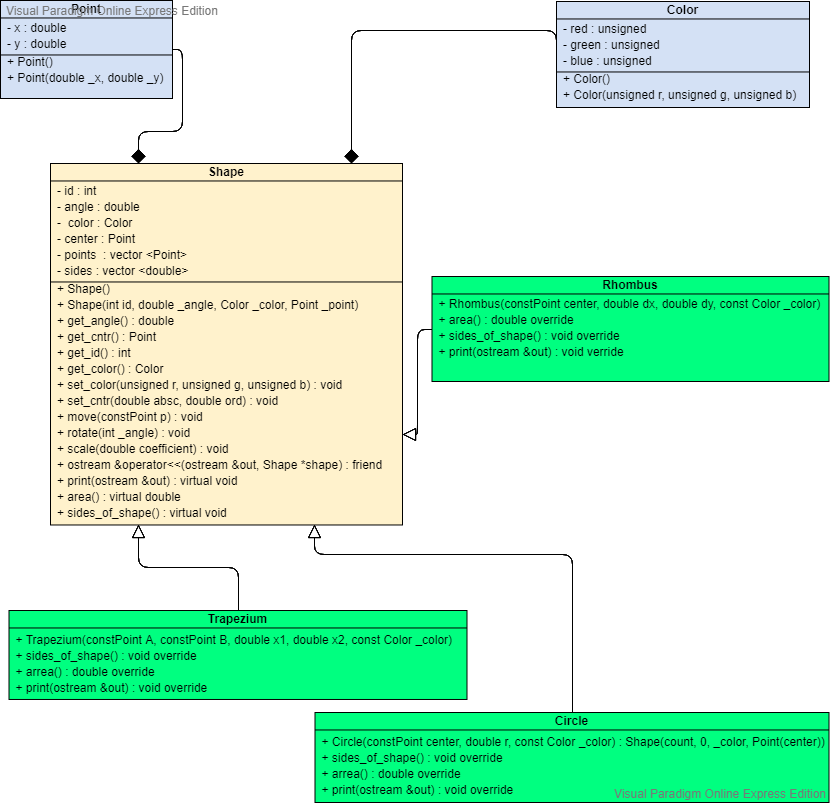 Visual Paradigm Online Express Edition
Point
- x : double
- y : double
+ Point()
+ Point(double _x, double _y)
Color
- red : unsigned
- green : unsigned
- blue : unsigned
+ Color()
+ Color(unsigned r, unsigned g, unsigned b)
Shape
- id : int
- angle : double
- color : Color
- center : Point
- points : vector <Point>
- sides : vector <double>
+ Shape()
+ Shape(int id, double _angle, Color _color, Point _point)
+ get_angle() : double
+ get_cntr() : Point
+ get_id() : int
+ get_color() : Color
+ set_color(unsigned r, unsigned g, unsigned b) : void
+ set_cntr(double absc, double ord) : void
+ move(constPoint p) : void
+ rotate(int _angle) : void
+ scale(double coefficient) : void
+ ostream &operator<<(ostream &out, Shape *shape) : friend
+ print(ostream &out) : virtual void
+ area() : virtual double
+ sides_of_shape() : virtual void
Rhombus
+ Rhombus(constPoint center, double dx, double dy, const Color _color)
+ area() : double override
+ sides_of_shape() : void override
+ print(ostream &out) : void verride
Trapezium
+ Trapezium(constPoint A, constPoint B, double x1, double x2, const Color _color)
+ sides_of_shape() : void override
+ arrea() : double override
+ print(ostream &out) : void override
Circle
+ Circle(constPoint center, double r, const Color _color) : Shape(count, 0, _color, Point(center))
+ sides_of_shape() : void override
+ arrea() : double override
+ print(ostream &out) : void override
Visual Paradigm Online Express Edition